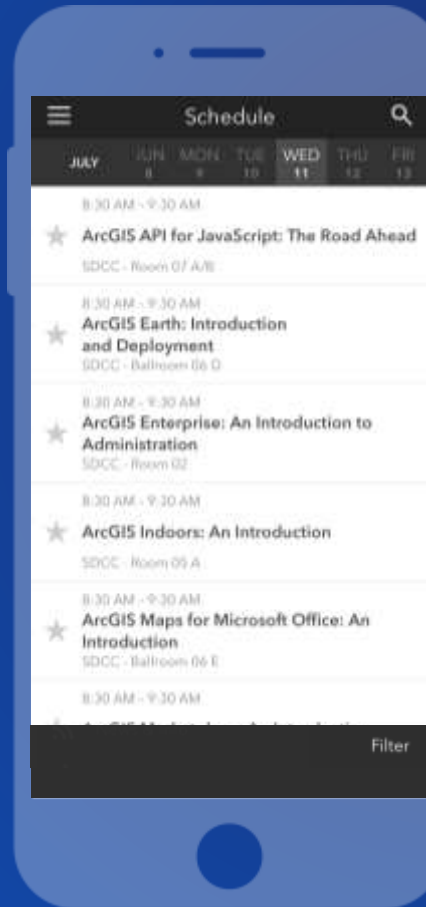 Schedule
JULY SUN MON TUE WED THU FRI
8 9 10 11 12 13
8:30 AM - 9:30 AM
ArcGIS API for JavaScript: The Road Ahead
SDCC - Room 07 A/B
8:30 AM - 9:30 AM
ArcGIS Earth: Introduction
and Deployment
SDCC - Ballroom 06 D
8:30 AM - 9:30 AM
ArcGIS Enterprise: An Introduction to
Administration
SDCC - Room 02
8:30 AM - 9:30 AM
ArcGIS Indoors: An Introduction
SDCC - Room 05 A
8:30 AM - 9:30 AM
ArcGIS Maps for Microsoft Office: An
Introduction
SDCC - Ballroom 06 E
8:30 AM - 9:30 AM
Filter